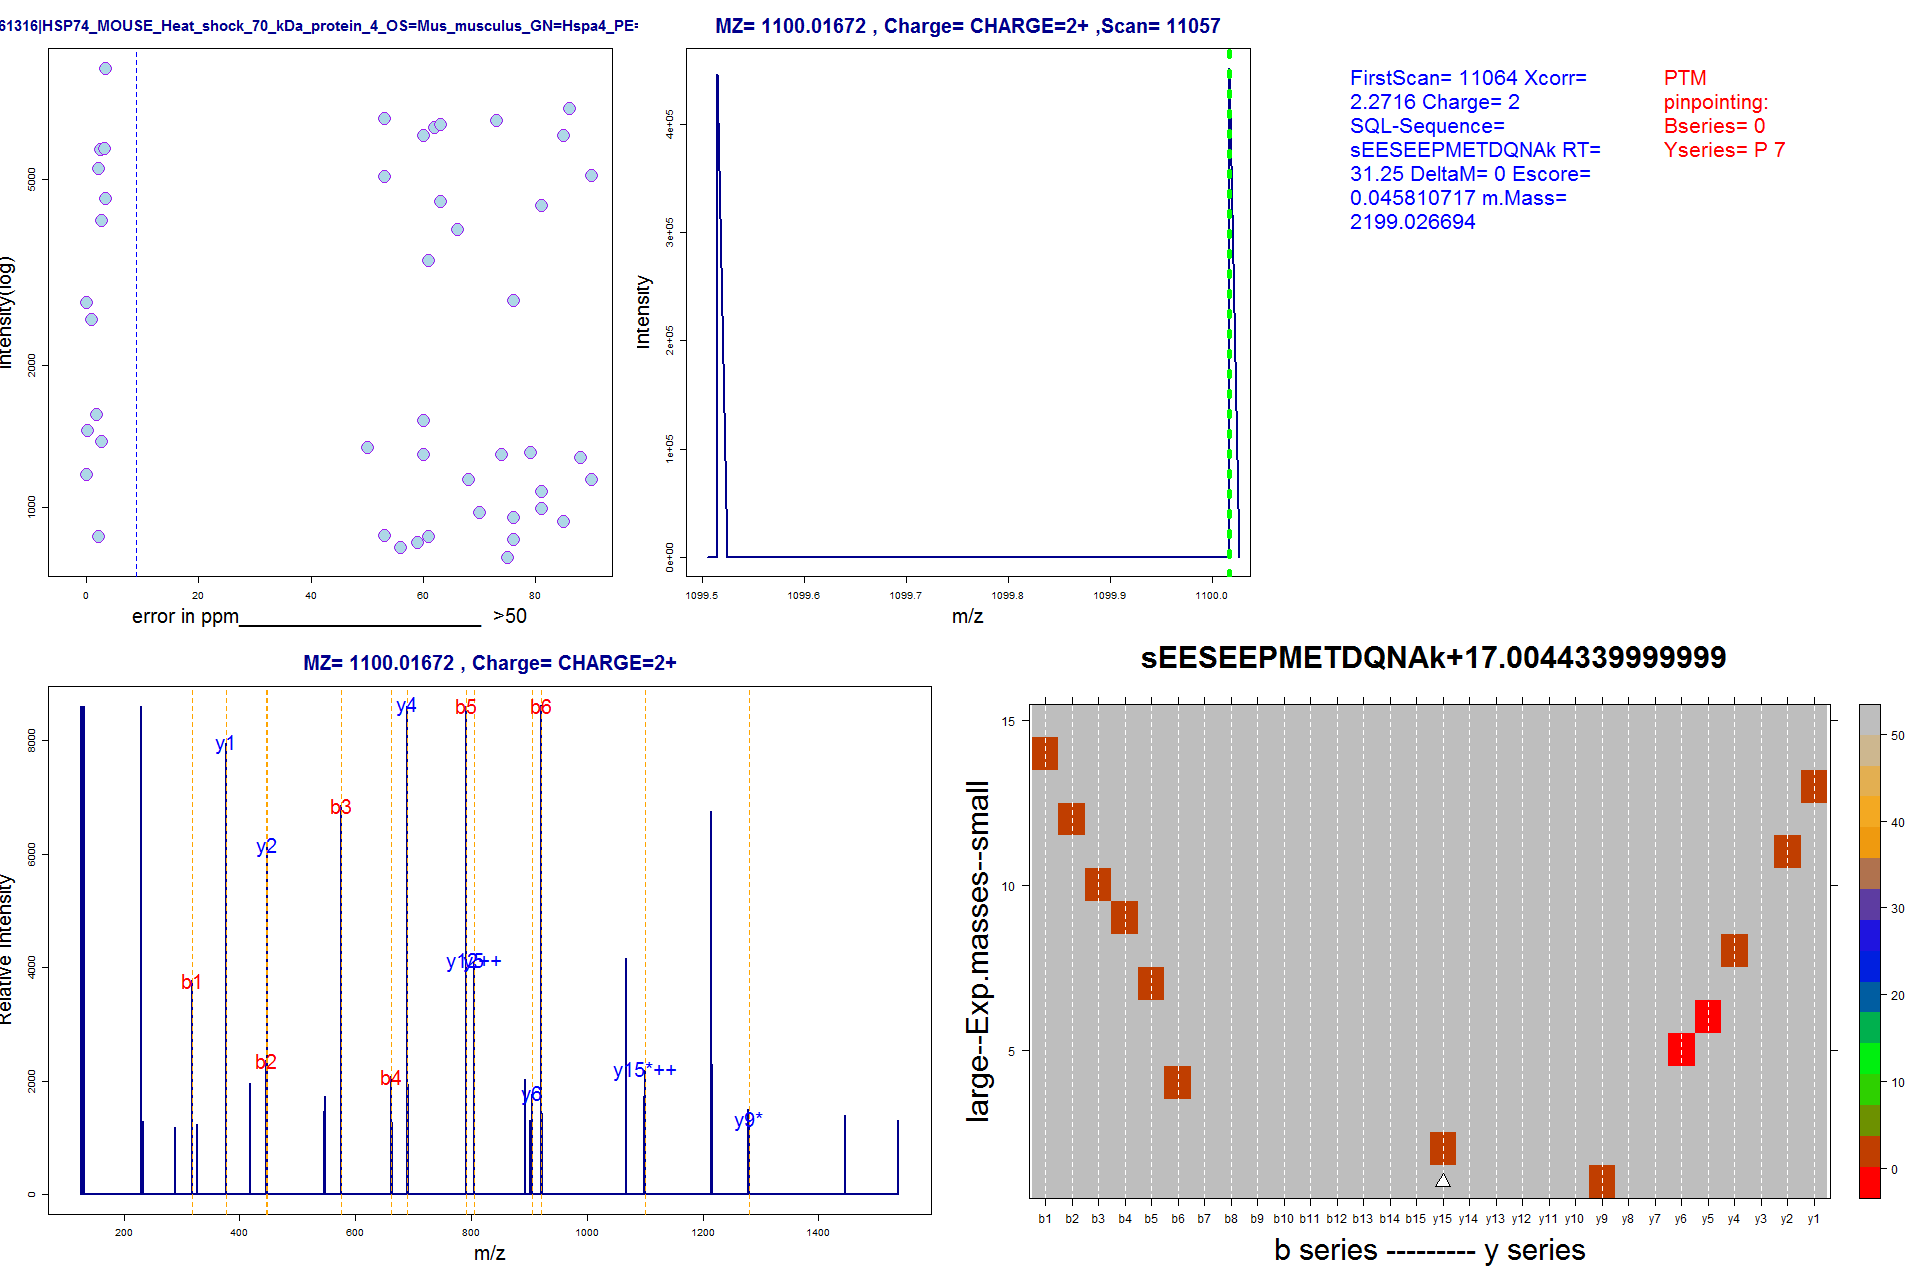 61316|HSP74_MOUSE_Heat_shock_70_kDa_protein_4_OS=Mus_musculus_GN=Hspa4_PE=
Intensity(log)
5000
2000
1000
0
20
40
60
80
error in ppm______________________ >50
MZ= 1100.01672 , Charge= CHARGE=2+ ,Scan= 11057
Intensity
4e+05
3e+05
2e+05
1e+05
0e+00
1099.5
1099.6
1099.7
1099.8
1099.9
1100.0
m/z
FirstScan= 11064 Xcorr=
2.2716 Charge= 2
SQL-Sequence=
sEESEEPMETDQNAk RT=
31.25 DeltaM= 0 Escore=
0.045810717 m.Mass=
2199.026694
PTM
pinpointing:
Bseries= 0
Yseries= P 7
MZ= 1100.01672 , Charge= CHARGE=2+
Relative Intensity
8000
6000
4000
2000
0
y4
b5
b6
y1
b3
y2
b1
b2
b4
y15*++
y6
y9*
200
400
600
800
1000
1200
1400
m/z
sEESEEPMETDQNAk+17.0044339999999
large--Exp.masses--small
15
10
5
b1 b2 b3 b4 b5 b6 b7 b8 b9 b10 b11 b12 b13 b14 b15 y15 y14 y13 y12 y11 y10 y9 y8 y7 y6 y5 y4 y3 y2 y1
b series --------- y series
50
40
30
20
10
0